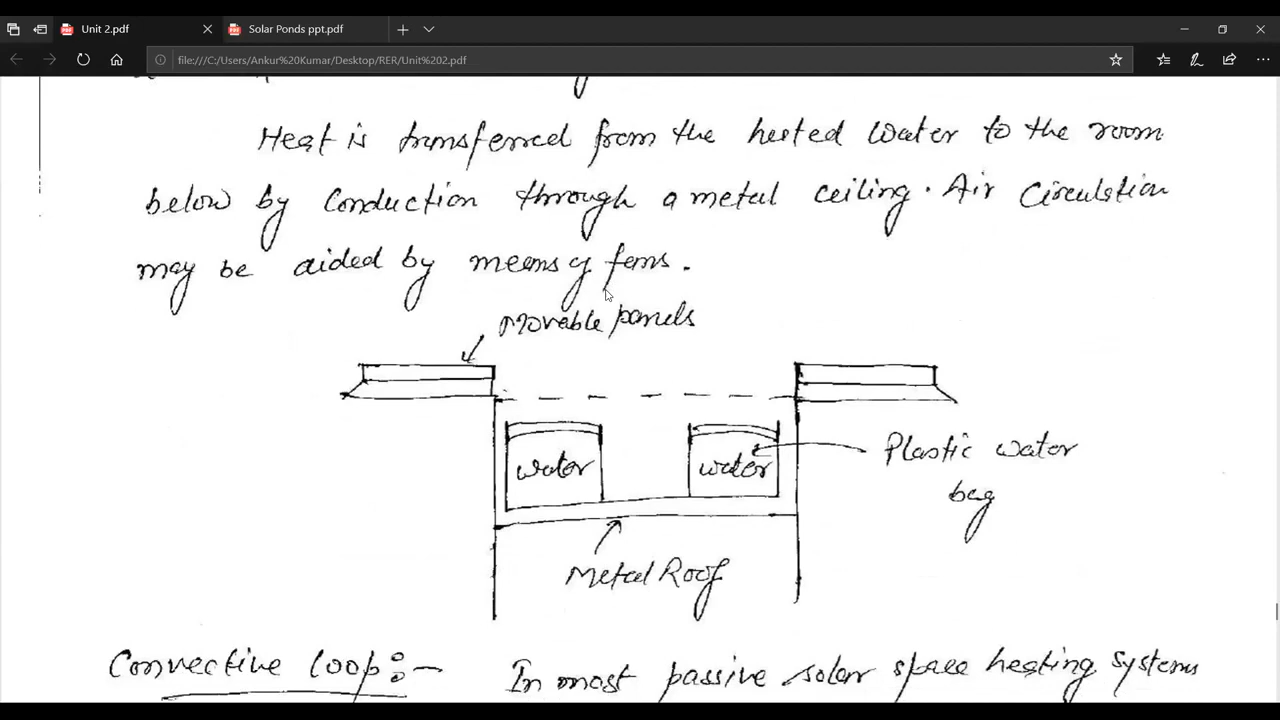 Unit 2.pdf
Solar Ponds ppt.pdf
file:///C:/Users/Ankur%20Kumar/Desktop/RER/Unit%202.pdf
Heat is transferred from the heated water to the room
below by conduction through a metal ceiling. Air circulation
may be aided by means of fans.
Movable panels
water
water
Plastic water
bag
Metal Roof
Convective loop:-
In most passive solar space heating systems